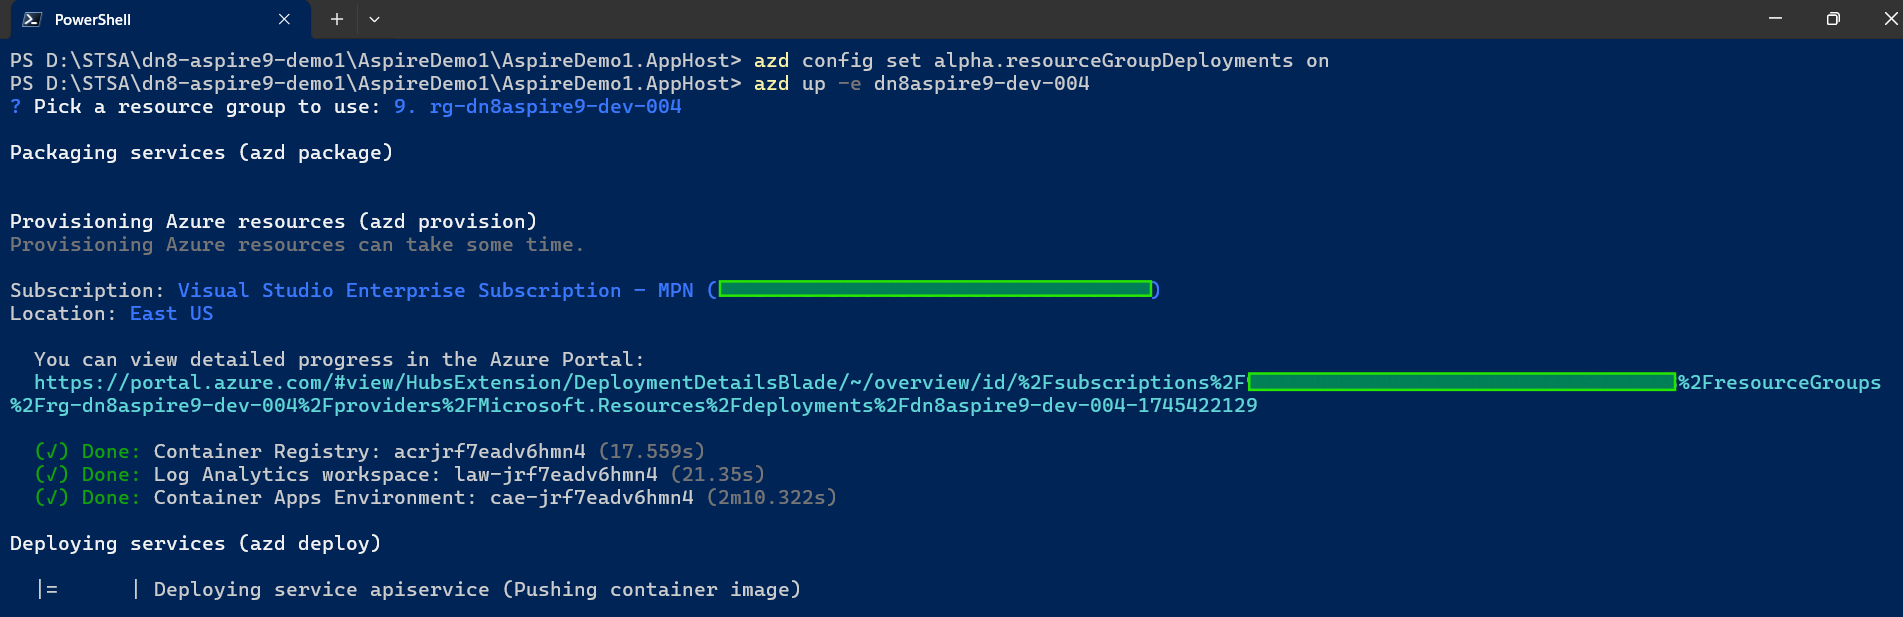 PowerShell
PS D:\STSA\dn8-aspire9-demo1\AspireDemo1\AspireDemo1.AppHost> azd config set alpha.resourceGroupDeployments on
PS D:\STSA\dn8-aspire9-demo1\AspireDemo1\AspireDemo1.AppHost> azd up -e dn8aspire9-dev-004
? Pick a resource group to use: 9. rg-dn8aspire9-dev-004
Packaging services (azd package)
Provisioning Azure resources (azd provision)
Provisioning Azure resources can take some time.
Subscription: Visual Studio Enterprise Subscription – MPN ( )
Location: East US
You can view detailed progress in the Azure Portal:
https://portal.azure.com/#view/HubsExtension/DeploymentDetailsBlade/~/overview/id/%2Fsubscriptions%2F %2FresourceGroups
%2Frg-dn8aspire9-dev-004%2Fproviders%2FMicrosoft.Resources%2Fdeployments%2Fdn8aspire9-dev-004-1745422129
(√) Done: Container Registry: acrjrf7eadv6hmn4 (17.559s)
(√) Done: Log Analytics workspace: law-jrf7eadv6hmn4 (21.35s)
(√) Done: Container Apps Environment: cae-jrf7eadv6hmn4 (2m10.322s)
Deploying services (azd deploy)
|= | Deploying service apiservice (Pushing container image)